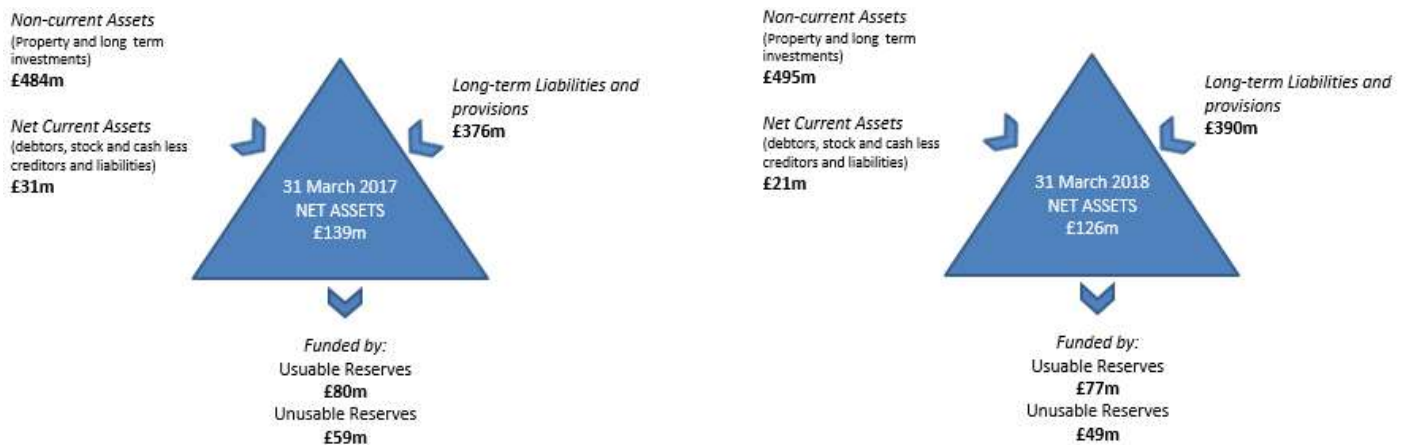 Non-current Assets
(Property and long term
investments)
£484m
Net Current Assets
(debtors, stock and cash less
creditors and liabilities)
£31m
Long-term Liabilities and
provisions
£376m
31 March 2017
NET ASSETS
£139m
Funded by:
Usuable Reserves
£80m
Unusable Reserves
£59m
Non-current Assets
(Property and long term
investments)
£495m
Net Current Assets
(debtors, stock and cash less
creditors and liabilities)
£21m
Long-term Liabilities and
provisions
£390m
31 March 2018
NET ASSETS
£126m
Funded by:
Usuable Reserves
£77m
Unusable Reserves
£49m